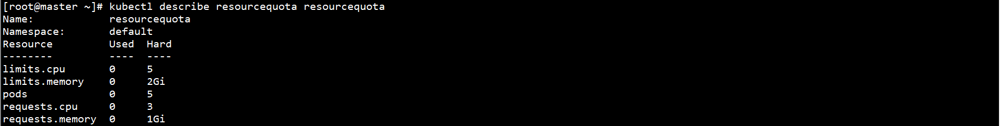 [root@master ~]# kubectl describe resourcequota resourcequota
Name:            resourcequota
Namespace:       default
Resource         Used  Hard
--------         ----  ----
limits.cpu       0     5
limits.memory    0     2Gi
pods             0     5
requests.cpu     0     3
requests.memory  0     1Gi